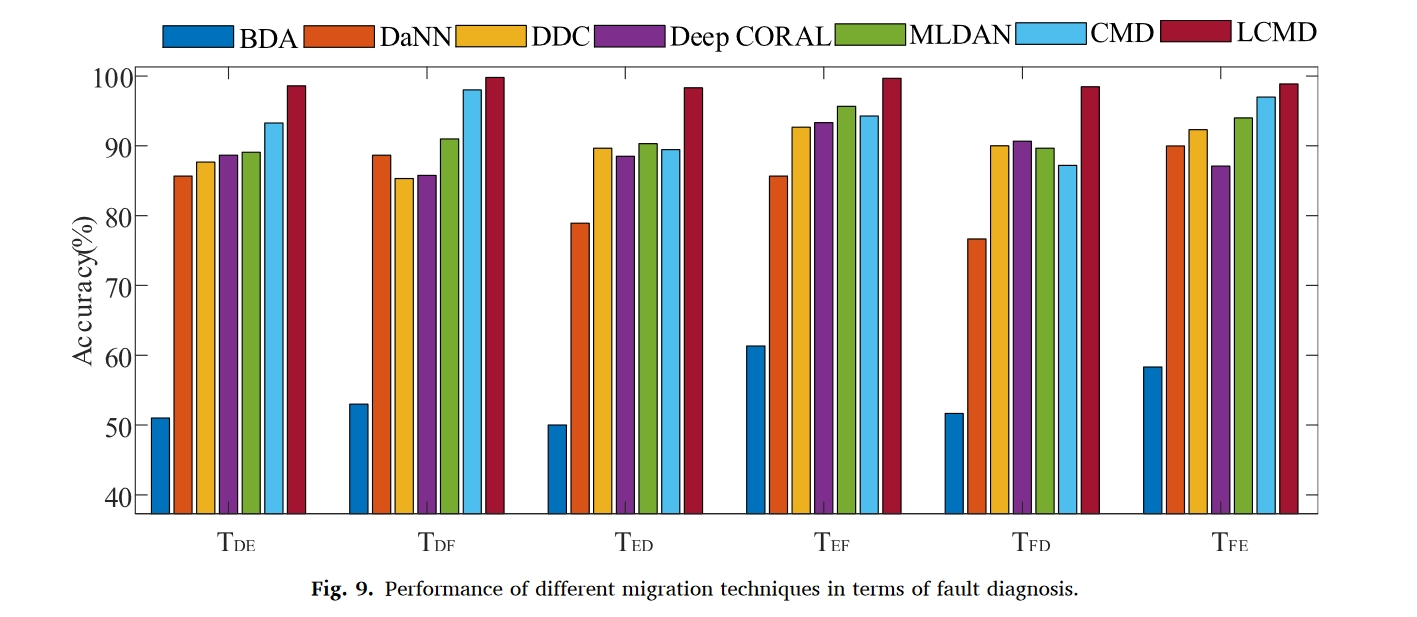 BDA DaNN DDC Deep CORAL MLDAN CMD LCMD
100
90
80
70
60
50
40
Accuracy(%)
TDE TDF TED TEF TFD TFE
Fig. 9. Performance of different migration techniques in terms of fault diagnosis.